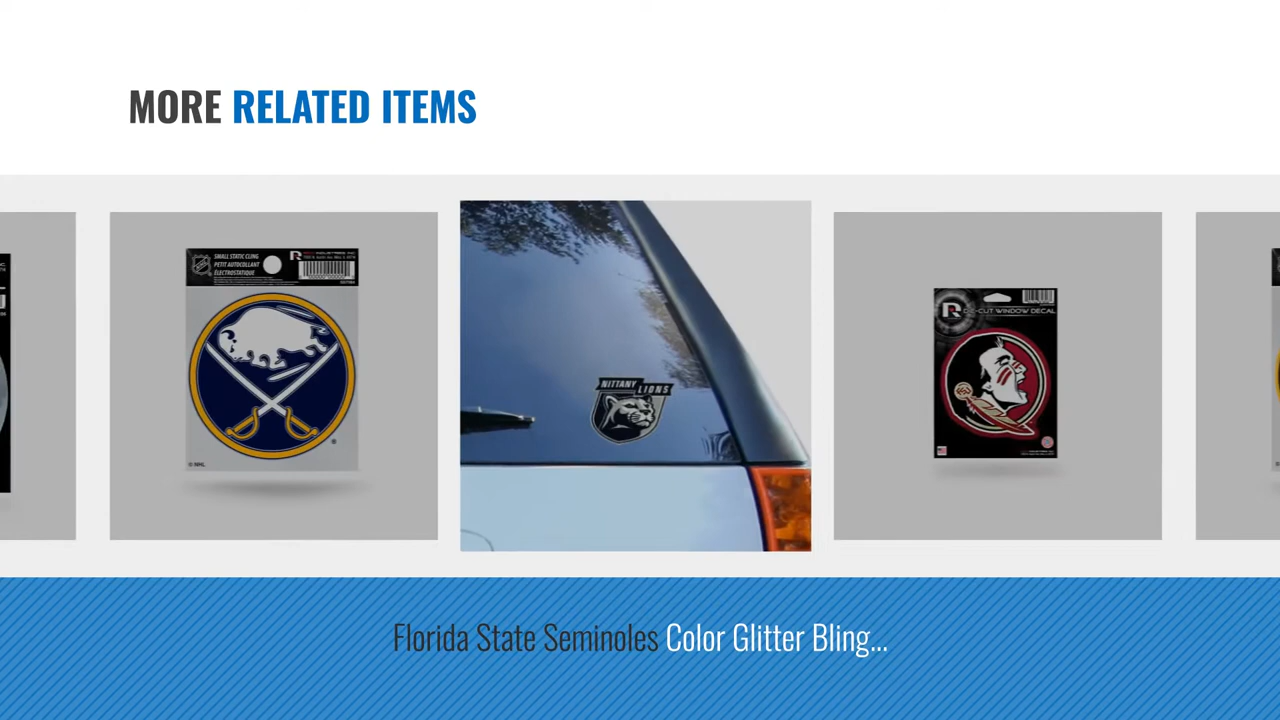 MORE RELATED ITEMS
SMALL STATIC CLING
PETIT AUTOCOLLANT
ÉLECTROSTATIQUE
© NHL
NITTANY
LIONS
DIE-CUT WINDOW DECAL
Florida State Seminoles Color Glitter Bling...